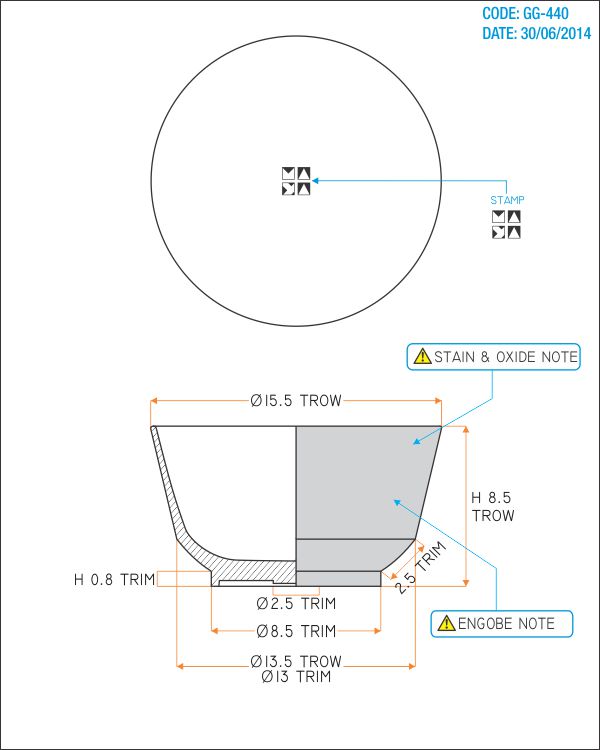 CODE: GG-440
DATE: 30/06/2014
STAMP
STAIN & OXIDE NOTE
Ø15.5 TROW
H 8.5
TROW
2.5 TRIM
H 0.8 TRIM
Ø2.5 TRIM
Ø8.5 TRIM
ENGOBE NOTE
Ø13.5 TROW
Ø13 TRIM